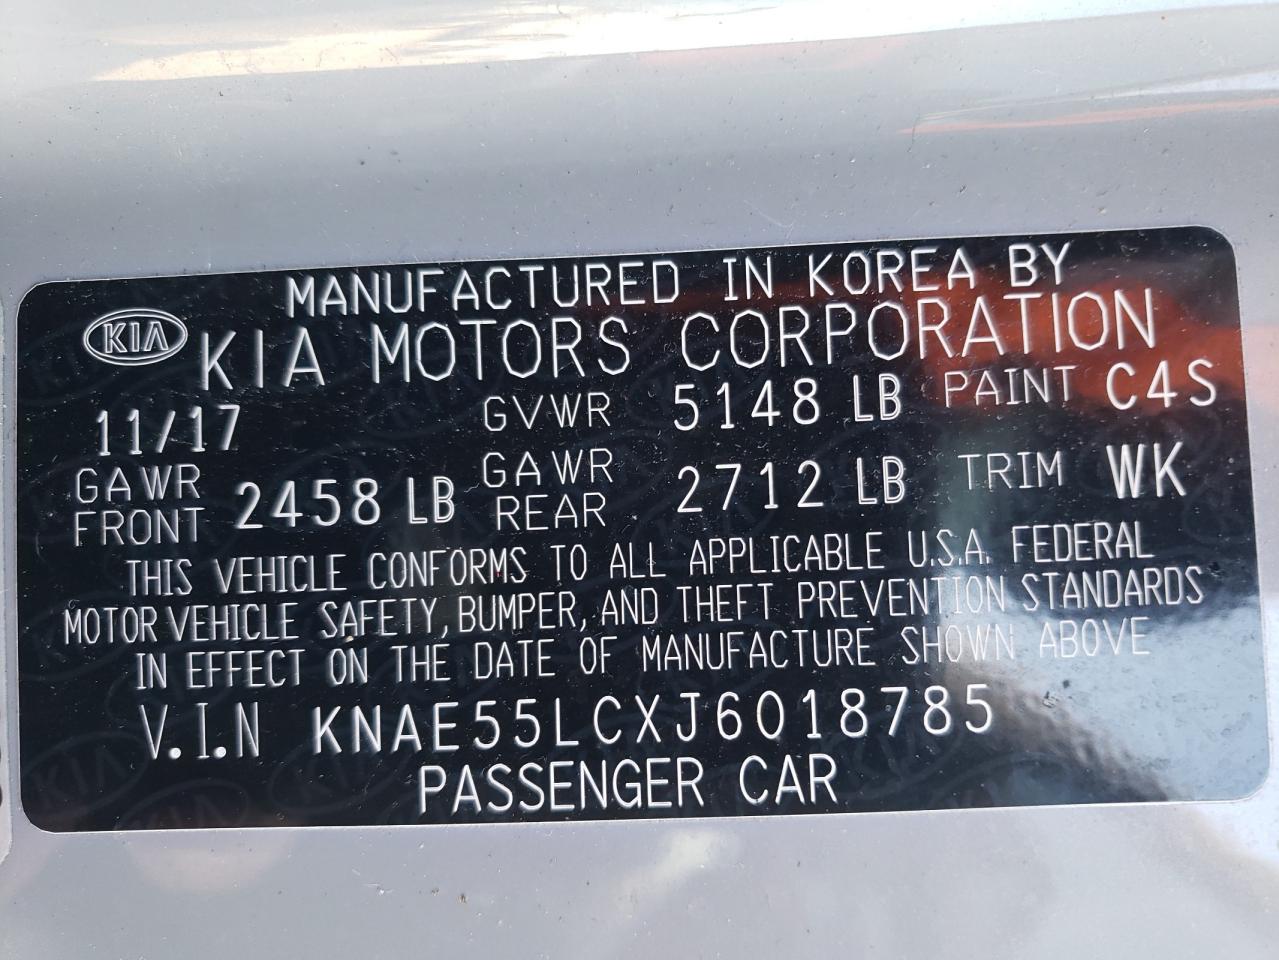 MANUFACTURED IN KOREA BY
KIA KIA MOTORS CORPORATION
11/17 GVWR 5148 LB PAINT C4S
GAWR FRONT 2458 LB GAWR REAR 2712 LB TRIM WK
THIS VEHICLE CONFORMS TO ALL APPLICABLE U.S.A. FEDERAL
MOTOR VEHICLE SAFETY, BUMPER, AND THEFT PREVENTION STANDARDS
IN EFFECT ON THE DATE OF MANUFACTURE SHOWN ABOVE
V.I.N KNAE55LCXJ6018785
PASSENGER CAR